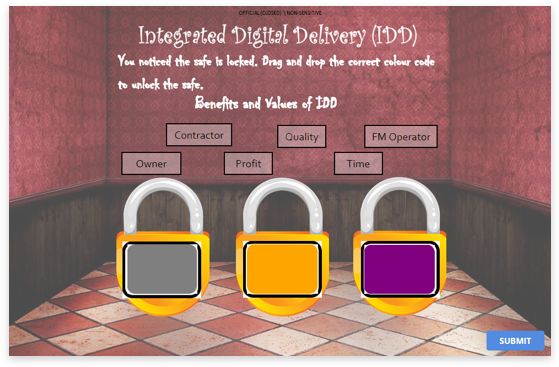 OFFICIAL (CLOSED) \ NON-SENSITIVE
Integrated Digital Delivery (IDD)
You noticed the safe is locked. Drag and drop the correct colour code
to unlock the safe.
Benefits and Values of IDD
Contractor
Quality
FM Operator
Owner
Profit
Time
SUBMIT